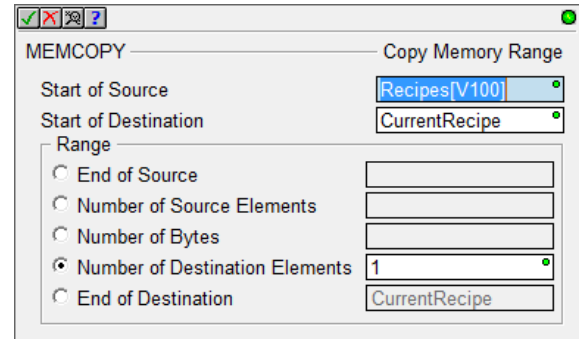 ?
MEMCOPY Copy Memory Range
Start of Source Recipes[V100]
Start of Destination CurrentRecipe
Range
End of Source
Number of Source Elements
Number of Bytes
Number of Destination Elements 1
End of Destination CurrentRecipe